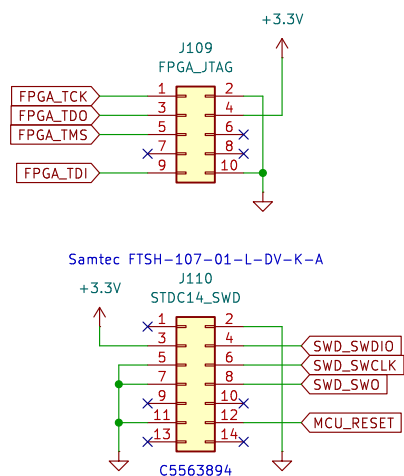 +3.3V
J109
FPGA_JTAG
FPGA_TCK 1 2
FPGA_TDO 3 4
FPGA_TMS 5 6
7 8
FPGA_TDI 9 10
Samtec FTSH-107-01-L-DV-K-A
J110
+3.3V
STDC14_SWD
1 2
3 4 SWD_SWDIO
5 6 SWD_SWCLK
7 8 SWD_SWO
9 10
11 12 MCU_RESET
13 14
C5563894